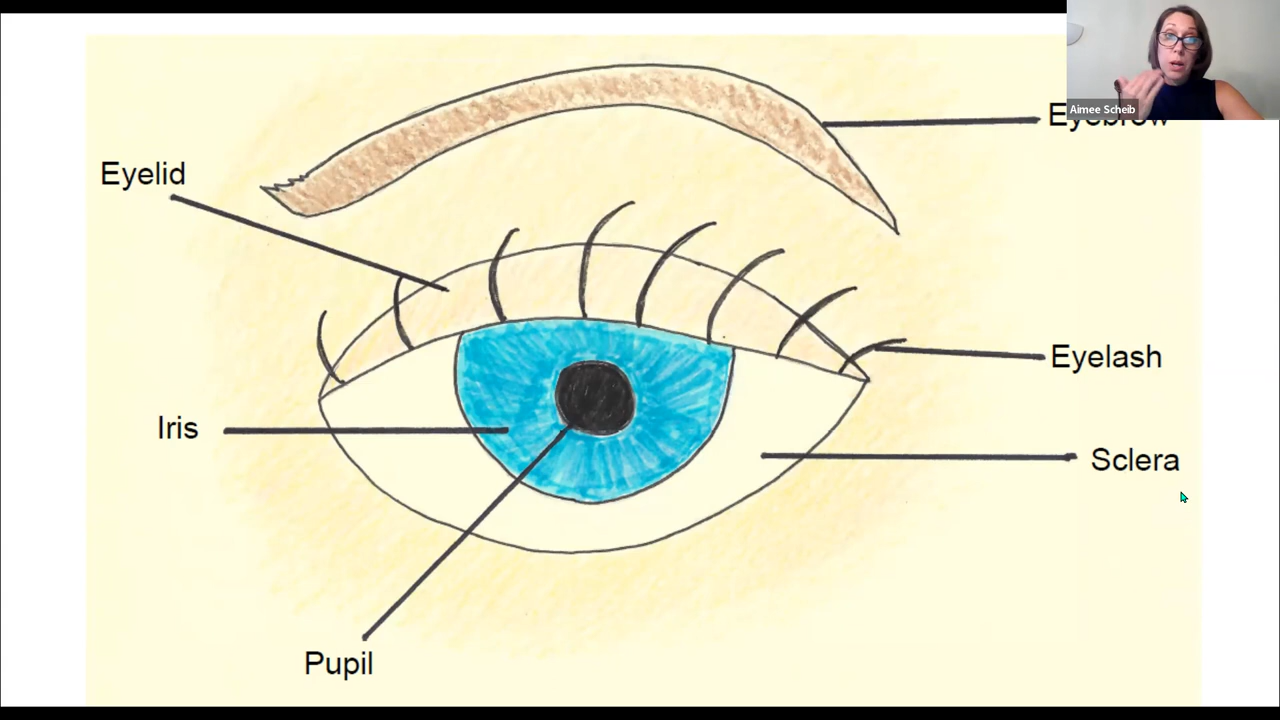 Aimee Scheib
Eyebrow
Eyelid
Eyelash
Iris
Sclera
Pupil